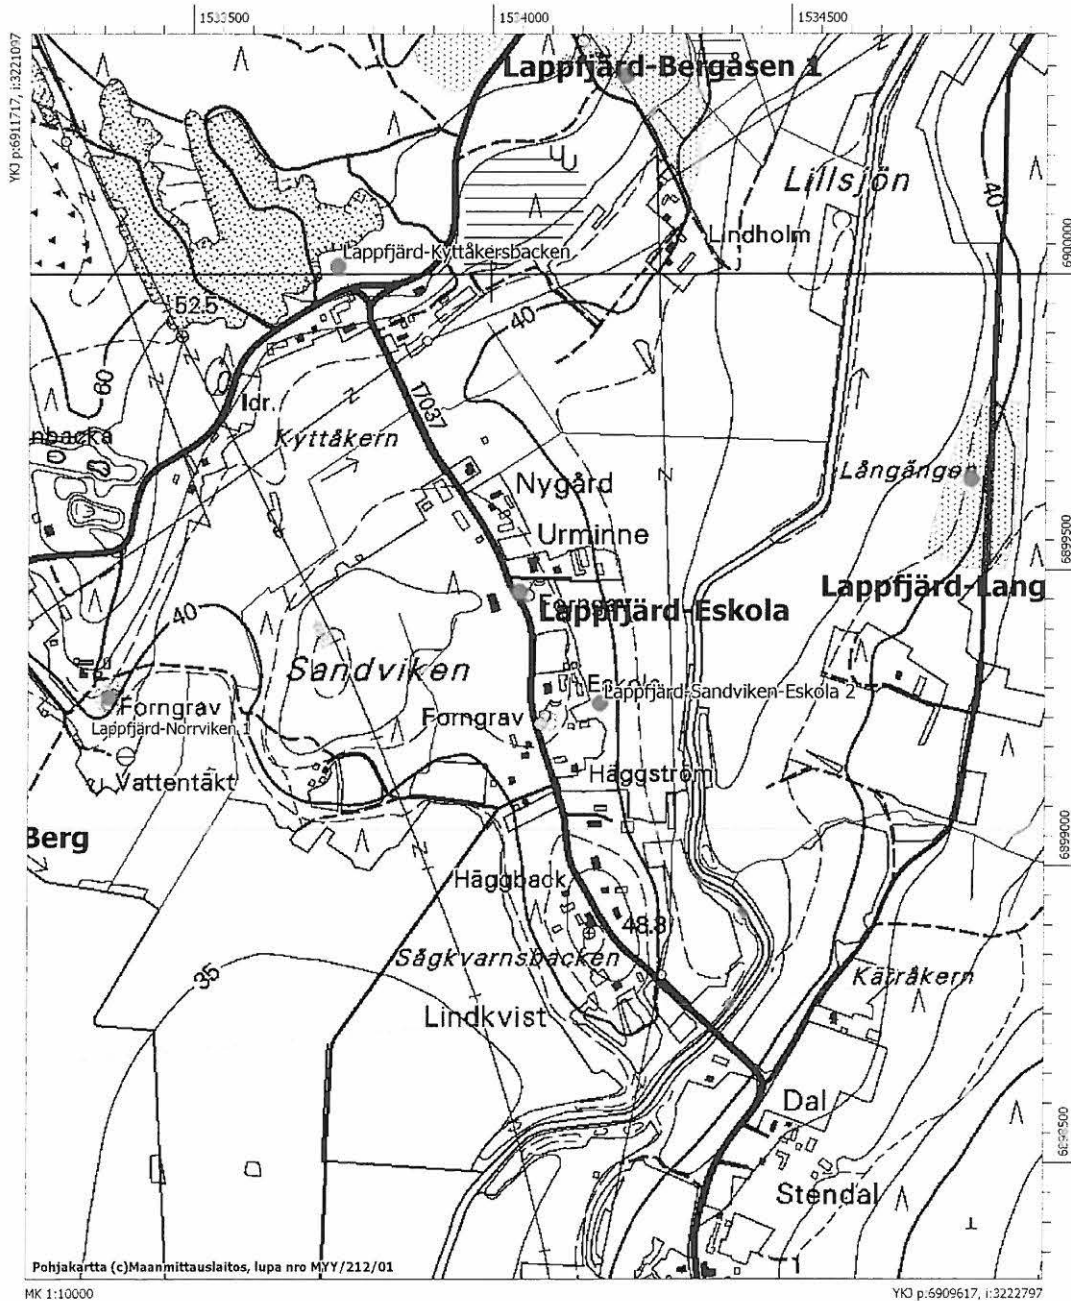 1533500
1534000
1534500
YKJ p:6911717, i:3221097
Lappfjärd-Bergåsen 1
Lillsjön
40
Lindholm
Lappfjärd-Kyttåkersbacken
6900000
52.5
40
60
17037
Idr.
Kyttåkern
nbacka
Långängen
Nygård
Urminne
6899500
Lappfjärd-Lang
Lappfjärd-Eskola
40
Sandviken
Lappfjärd-Sandviken-Eskola 2
Forngrav
Forngrav
Lappfjärd-Norrviken 1
Vattentäkt
Häggström
Berg
6899000
Häggback
48.8
Sågkvarnsbacken
35
Kärråkern
Lindkvist
Dal
6898500
Stendal
Pohjakartta (c)Maanmittauslaitos, lupa nro MYY/212/01
MK 1:10000
YKJ p:6909617, i:3222797